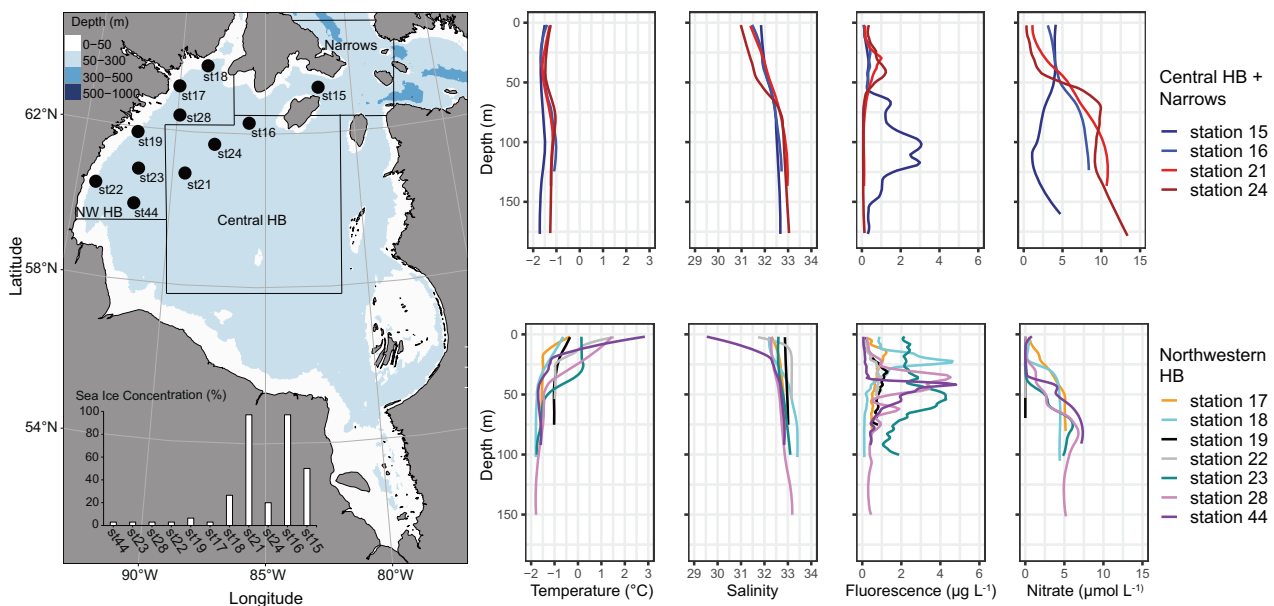 Depth (m)
0−50
50−300
300−500
500−1000
Narrows
st18
st17
st15
st28
st16
st19
st24
st23
st21
st22
st44
NW HB
Central HB
62°N
58°N
54°N
Latitude
Sea Ice Concentration (%)
100
80
60
40
20
0
st44
st23
st28
st22
st19
st17
st18
st21
st24
st16
st15
90°W
85°W
80°W
Longitude
0
50
100
150
Depth (m)
−2 −1 0 1 2 3
29 30 31 32 33 34
0 2 4 6
0 5 10 15
Central HB +
Narrows
station 15
station 16
station 21
station 24
0
50
100
150
Depth (m)
−2 −1 0 1 2 3
29 30 31 32 33 34
0 2 4 6
0 5 10 15
Temperature (°C)
Salinity
Fluorescence (µg L-1)
Nitrate (µmol L-1)
Northwestern
HB
station 17
station 18
station 19
station 22
station 23
station 28
station 44